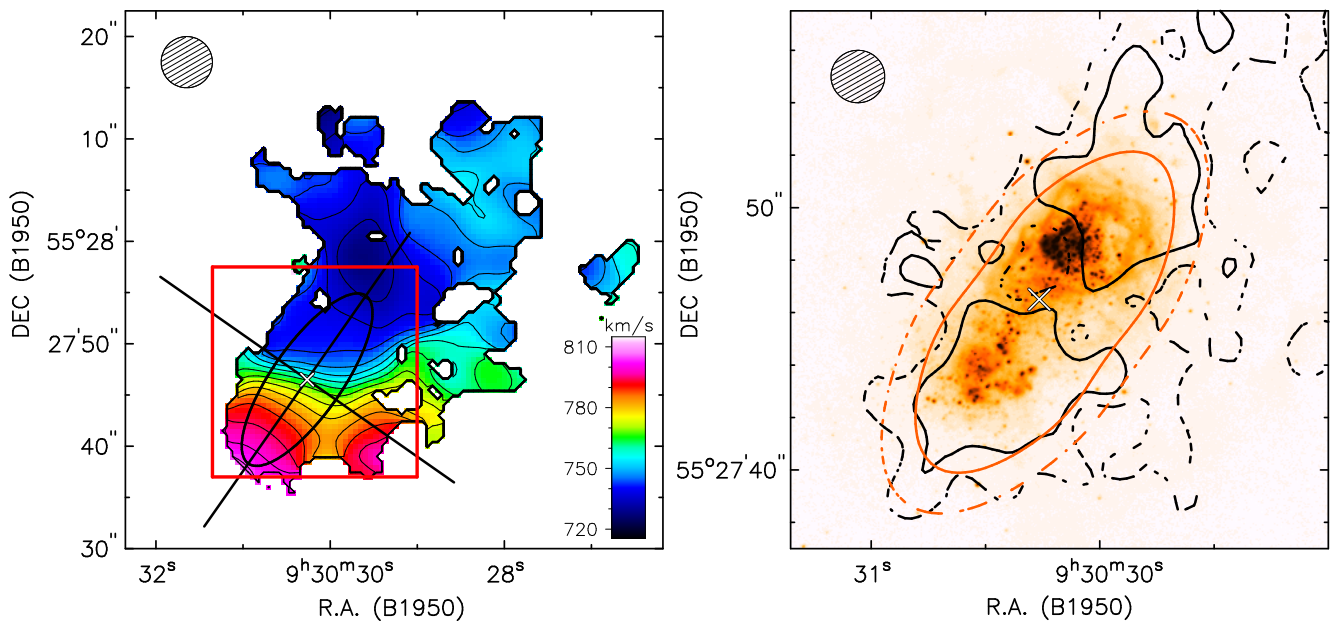 20"
10"
55°28'
27'50"
40"
30"
DEC (B1950)
km/s
810
780
750
720
32ˢ
9ʰ30ᵐ30ˢ
28ˢ
R.A. (B1950)
50"
55°27'40"
DEC (B1950)
31ˢ
9ʰ30ᵐ30ˢ
R.A. (B1950)